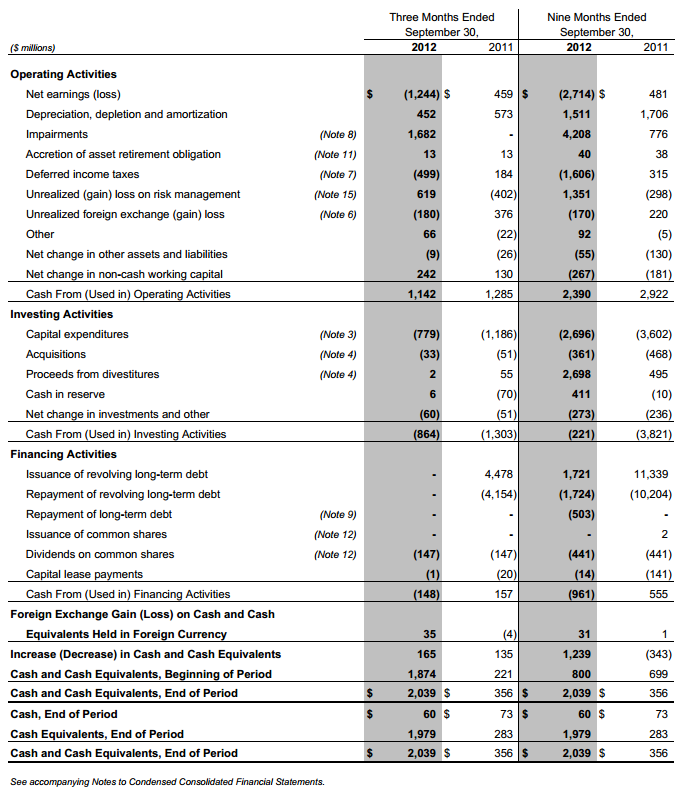 Three Months Ended Nine Months Ended
September 30, September 30,
($ millions) 2012 2011 2012 2011
Operating Activities
Net earnings (loss) $ (1,244) $ 459 $ (2,714) $ 481
Depreciation, depletion and amortization 452 573 1,511 1,706
Impairments (Note 8) 1,682 - 4,208 776
Accretion of asset retirement obligation (Note 11) 13 13 40 38
Deferred income taxes (Note 7) (499) 184 (1,606) 315
Unrealized (gain) loss on risk management (Note 15) 619 (402) 1,351 (298)
Unrealized foreign exchange (gain) loss (Note 6) (180) 376 (170) 220
Other 66 (22) 92 (5)
Net change in other assets and liabilities (9) (26) (55) (130)
Net change in non-cash working capital 242 130 (267) (181)
Cash From (Used in) Operating Activities 1,142 1,285 2,390 2,922
Investing Activities
Capital expenditures (Note 3) (779) (1,186) (2,696) (3,602)
Acquisitions (Note 4) (33) (51) (361) (468)
Proceeds from divestitures (Note 4) 2 55 2,698 495
Cash in reserve 6 (70) 411 (10)
Net change in investments and other (60) (51) (273) (236)
Cash From (Used in) Investing Activities (864) (1,303) (221) (3,821)
Financing Activities
Issuance of revolving long-term debt - 4,478 1,721 11,339
Repayment of revolving long-term debt - (4,154) (1,724) (10,204)
Repayment of long-term debt (Note 9) - - (503) -
Issuance of common shares (Note 12) - - - 2
Dividends on common shares (Note 12) (147) (147) (441) (441)
Capital lease payments (1) (20) (14) (141)
Cash From (Used in) Financing Activities (148) 157 (961) 555
Foreign Exchange Gain (Loss) on Cash and Cash
Equivalents Held in Foreign Currency 35 (4) 31 1
Increase (Decrease) in Cash and Cash Equivalents 165 135 1,239 (343)
Cash and Cash Equivalents, Beginning of Period 1,874 221 800 699
Cash and Cash Equivalents, End of Period $ 2,039 $ 356 $ 2,039 $ 356
Cash, End of Period $ 60 $ 73 $ 60 $ 73
Cash Equivalents, End of Period 1,979 283 1,979 283
Cash and Cash Equivalents, End of Period $ 2,039 $ 356 $ 2,039 $ 356
See accompanying Notes to Condensed Consolidated Financial Statements.